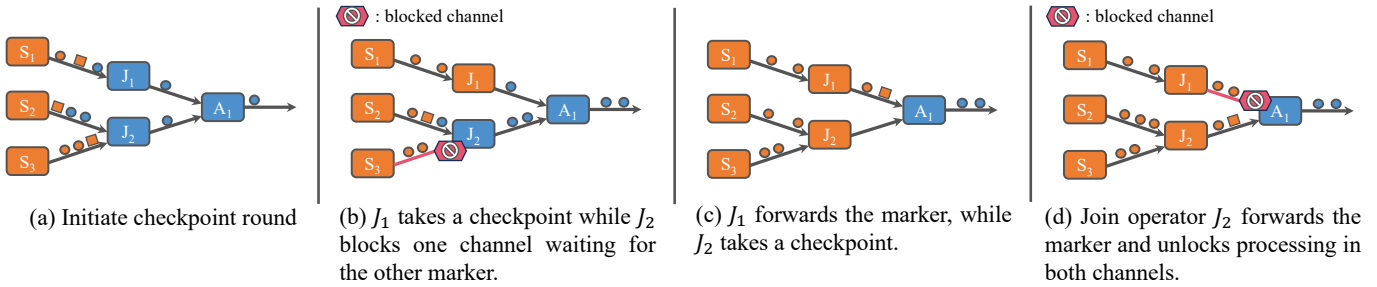 S1
J1
S2
J2
A1
S3
(a) Initiate checkpoint round
: blocked channel
S1
J1
S2
J2
A1
S3
(b) J1 takes a checkpoint while J2
blocks one channel waiting for
the other marker.
S1
J1
S2
J2
A1
S3
(c) J1 forwards the marker, while
J2 takes a checkpoint.
: blocked channel
S1
J1
S2
J2
A1
S3
(d) Join operator J2 forwards the
marker and unlocks processing in
both channels.